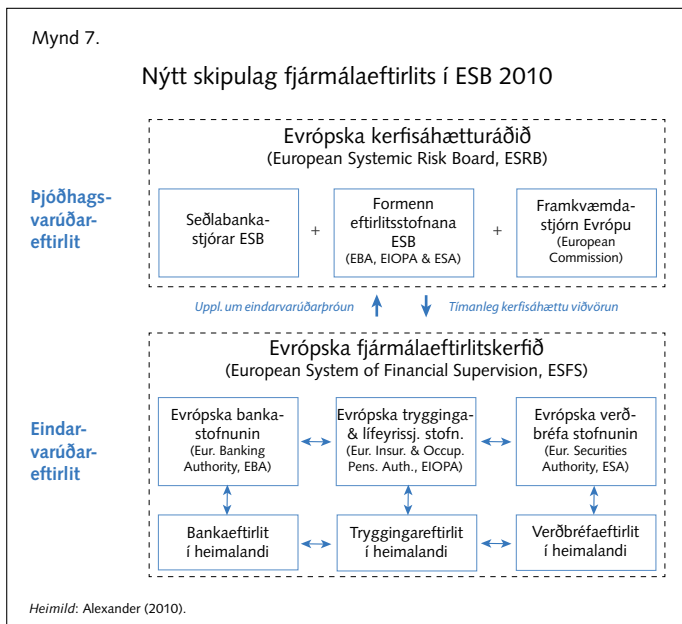 Mynd 7.
Nýtt skipulag fjármálaeftirlits í ESB 2010
Evrópska kerfisáhætturáðið
(European Systemic Risk Board, ESRB)
Þjóðhags-
varúðar-
eftirlit
Seðlabanka-
stjórar ESB
+
Formenn
eftirlitsstofnana
ESB
(EBA, EIOPA & ESA)
+
Framkvæmda-
stjórn Evrópu
(European
Commission)
Uppl. um eindarvarúðarþróun
Tímanleg kerfisáhættu viðvörun
Evrópska fjármálaeftirlitskerfið
(European System of Financial Supervision, ESFS)
Eindar-
varúðar-
eftirlit
Evrópska banka-
stofnunin
(Eur. Banking
Authority, EBA)
Evrópska trygginga-
& lífeyrissj. stofn.
(Eur. Insur. & Occup.
Pens. Auth., EIOPA)
Evrópska verð-
bréfa stofnunin
(Eur. Securities
Authority, ESA)
Bankaeftirlit
í heimalandi
Tryggingareftirlit
í heimalandi
Verðbréfaeftirlit
í heimalandi
Heimild: Alexander (2010).